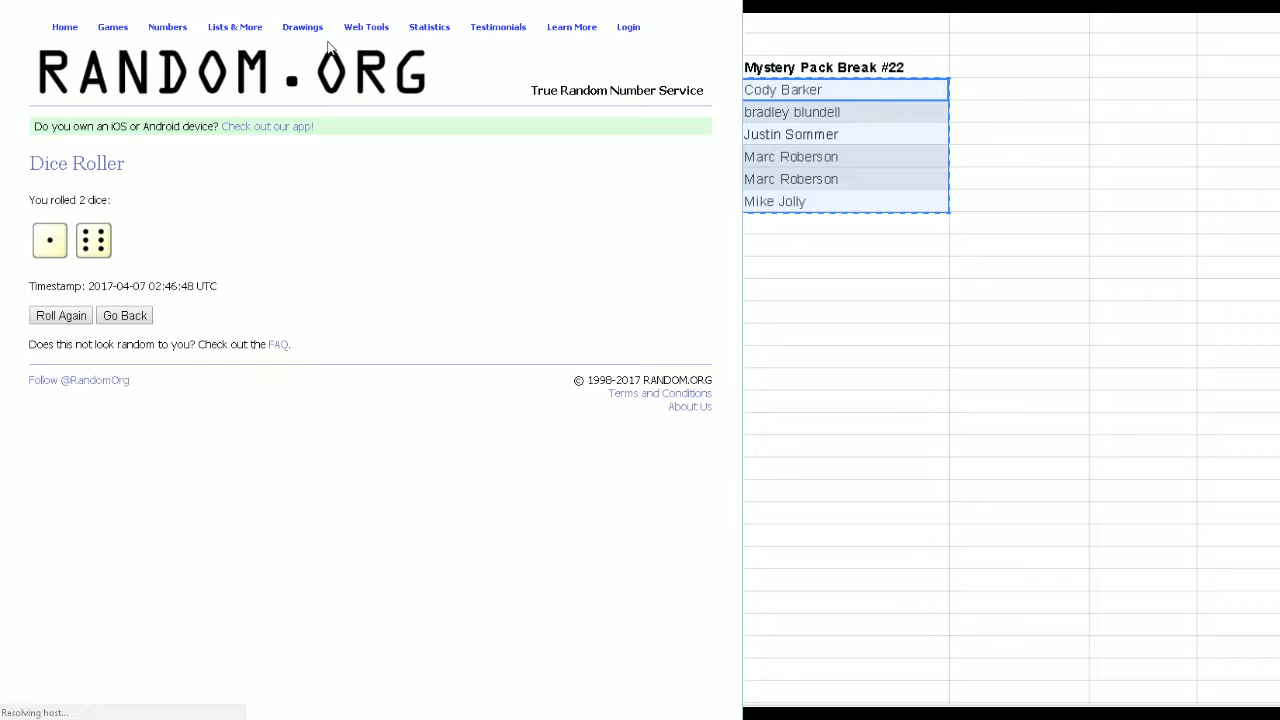 Home Games Numbers Lists & More Drawings Web Tools Statistics Testimonials Learn More Login
RANDOM.ORG
True Random Number Service
Do you own an iOS or Android device? Check out our app!
Dice Roller
You rolled 2 dice:
Timestamp: 2017-04-07 02:46:48 UTC
Roll Again Go Back
Does this not look random to you? Check out the FAQ.
Follow @RandomOrg
© 1998-2017 RANDOM.ORG
Terms and Conditions
About Us
Resolving host...
Mystery Pack Break #22
Cody Barker
bradley blundell
Justin Sommer
Marc Roberson
Marc Roberson
Mike Jolly